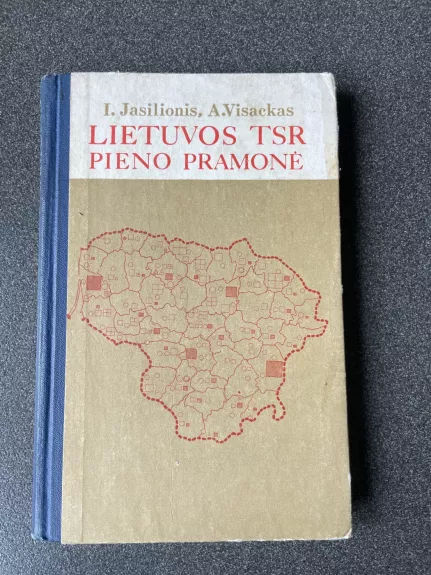 I. Jasilionis, A.Visackas
LIETUVOS TSR
PIENO PRAMONĖ